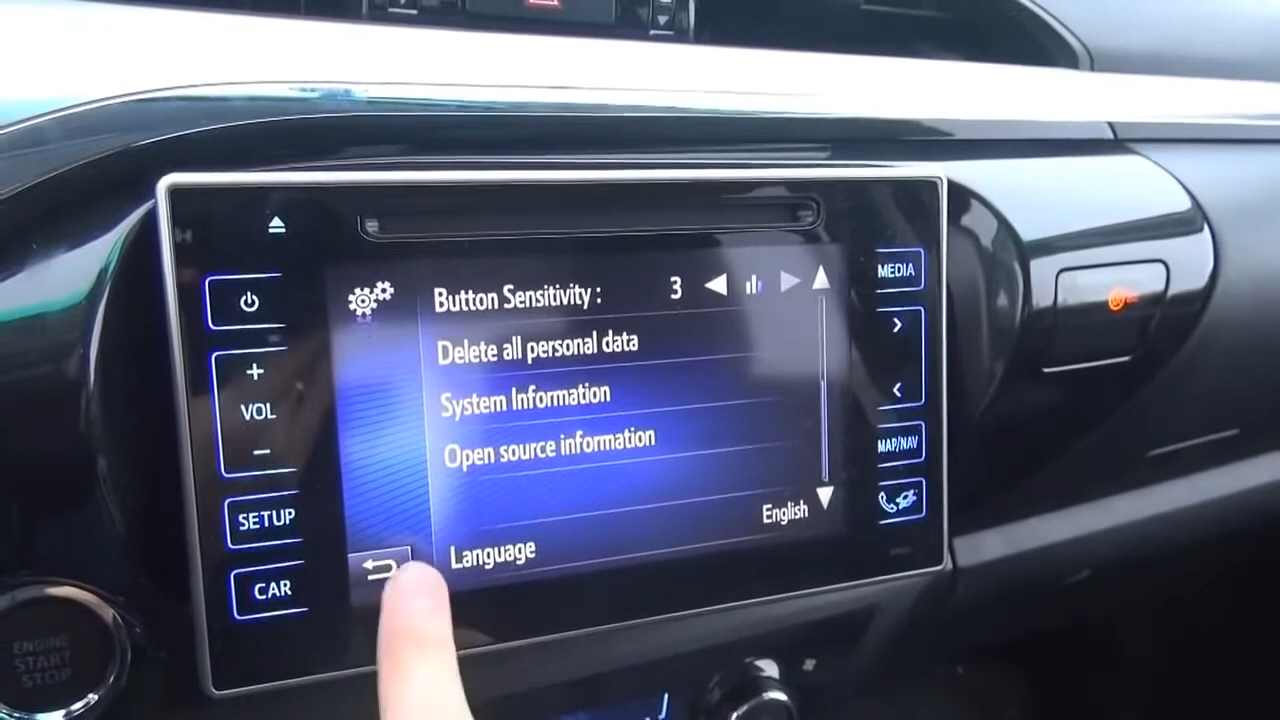 MEDIA
Button Sensitivity : 3
Delete all personal data
VOL
System Information
Open source information
MAP/NAV
SETUP
English
Language
CAR
ENGINE
START
STOP